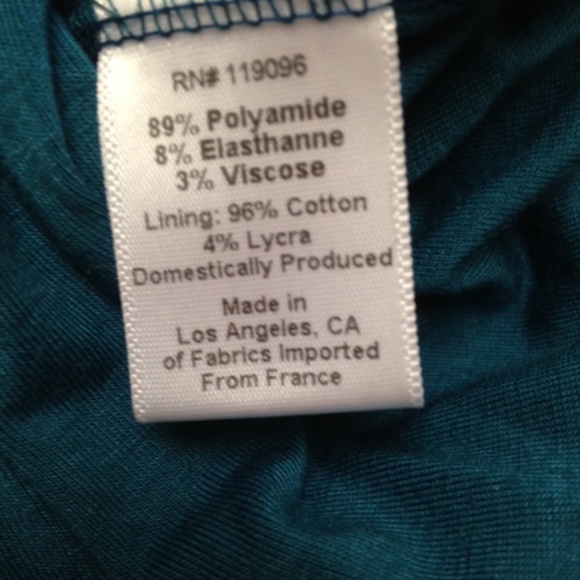 RN# 119096
89% Polyamide
8% Elasthanne
3% Viscose
Lining: 96% Cotton
4% Lycra
Domestically Produced
Made in
Los Angeles, CA
of Fabrics Imported
From France